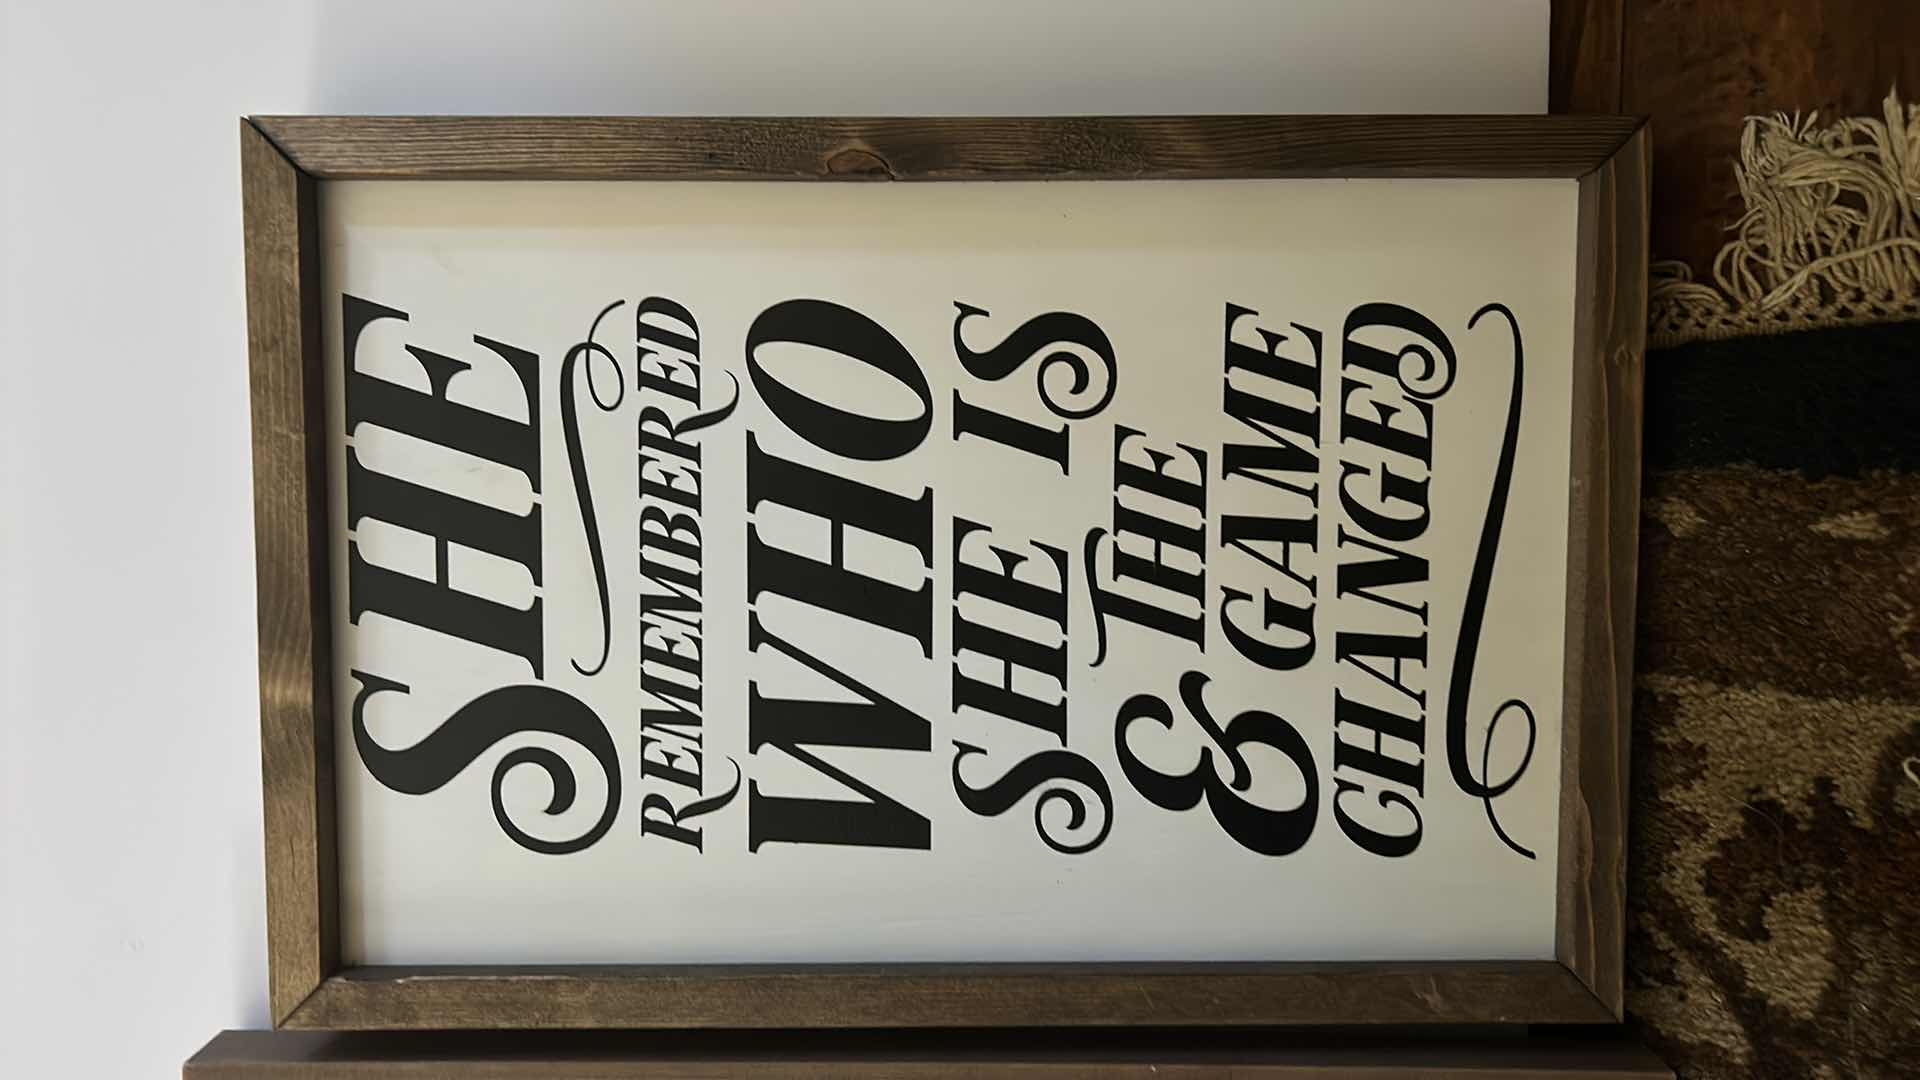 SHE
REMEMBERED
WHO
SHE IS
& THE
GAME
CHANGED